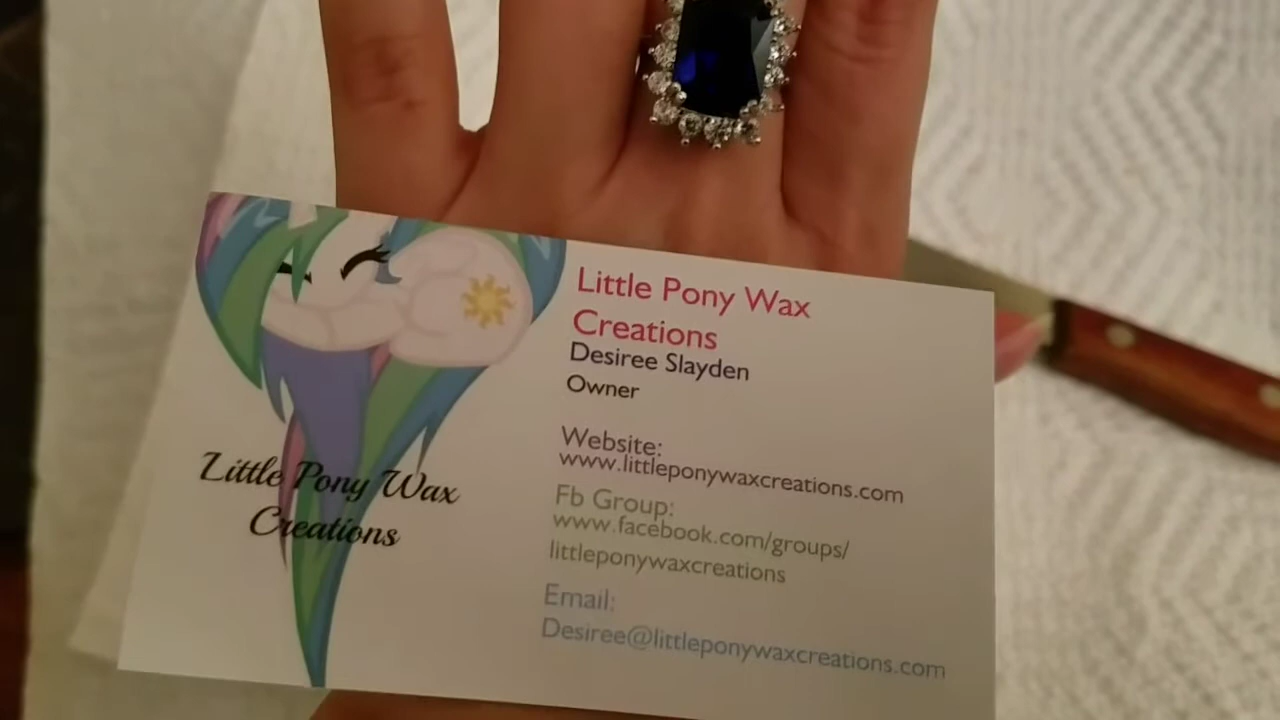 Little Pony Wax
Creations
Little Pony Wax
Creations
Desiree Slayden
Owner
Website:
www.littleponywaxcreations.com
Fb Group:
www.facebook.com/groups/
littleponywaxcreations
Email:
Desiree@littleponywaxcreations.com